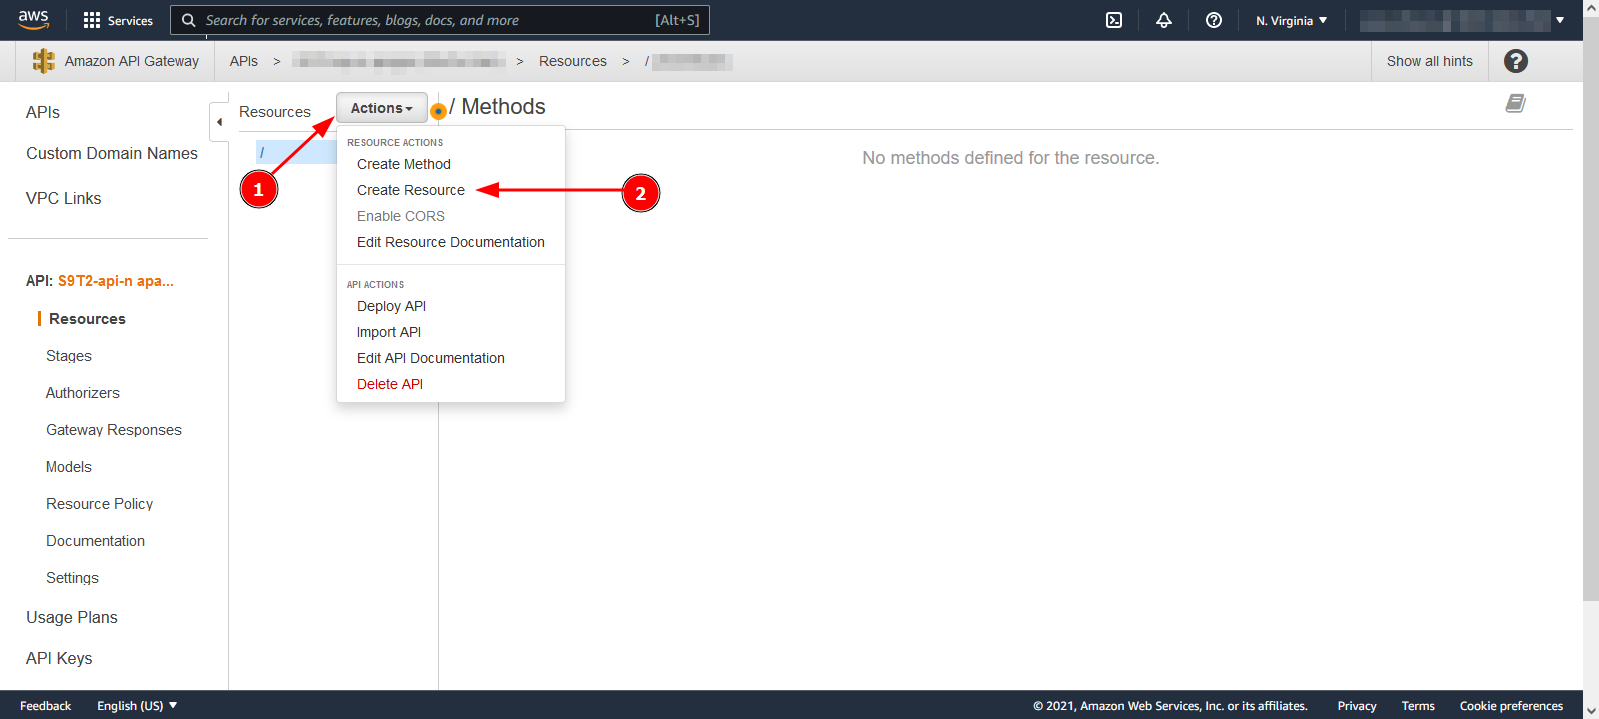 aws Services Search for services, features, blogs, docs, and more [Alt+S] N. Virginia
Amazon API Gateway APIs > > Resources > / Show all hints ?
APIs
Custom Domain Names
VPC Links
API: S9T2-api-n apa...
Resources
Stages
Authorizers
Gateway Responses
Models
Resource Policy
Documentation
Settings
Usage Plans
API Keys
Resources Actions / Methods
/
1
RESOURCE ACTIONS
Create Method
Create Resource
2
Enable CORS
Edit Resource Documentation
API ACTIONS
Deploy API
Import API
Edit API Documentation
Delete API
No methods defined for the resource.
Feedback English (US) © 2021, Amazon Web Services, Inc. or its affiliates. Privacy Terms Cookie preferences